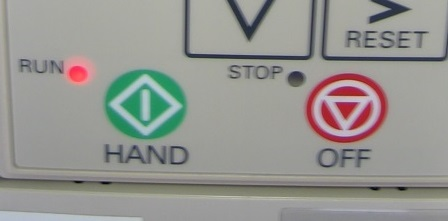 RESET
RUN
STOP
HAND
OFF